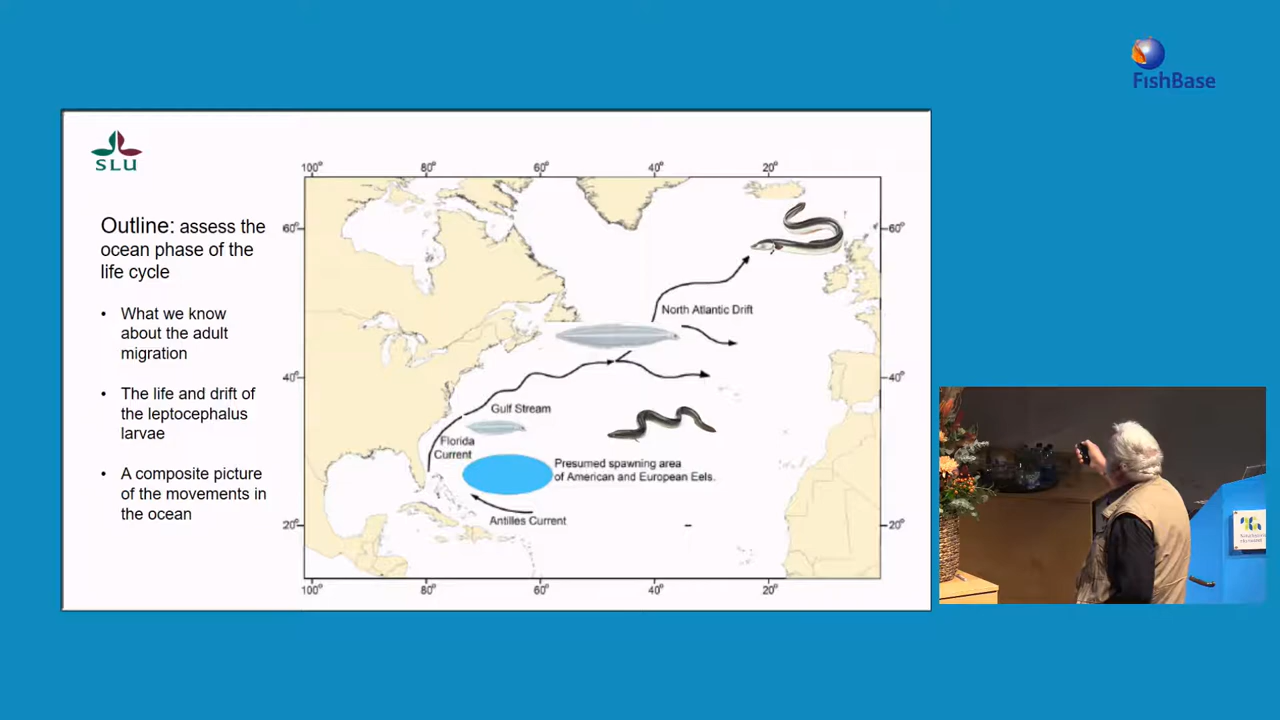 FishBase
SLU
Outline: assess the
ocean phase of the
life cycle
• What we know
about the adult
migration
• The life and drift of
the leptocephalus
larvae
• A composite picture
of the movements in
the ocean
100° 80° 60° 40° 20°
60° 60°
North Atlantic Drift
40° 40°
Gulf Stream
Florida
Current
Presumed spawning area
of American and European Eels.
Antilles Current
20° 20°
100° 80° 60° 40° 20°